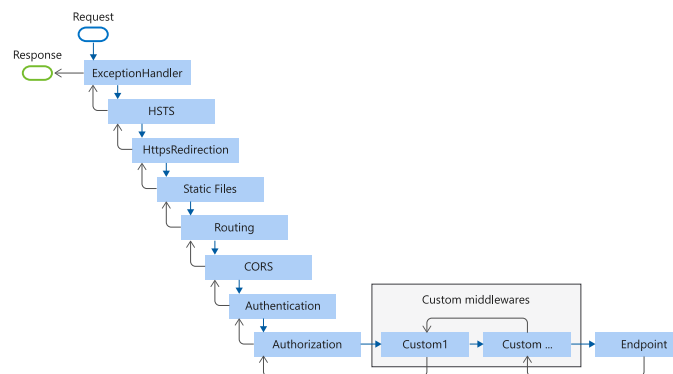 Request
Response
ExceptionHandler
HSTS
HttpsRedirection
Static Files
Routing
CORS
Authentication
Custom middlewares
Authorization
Custom1
Custom ...
Endpoint